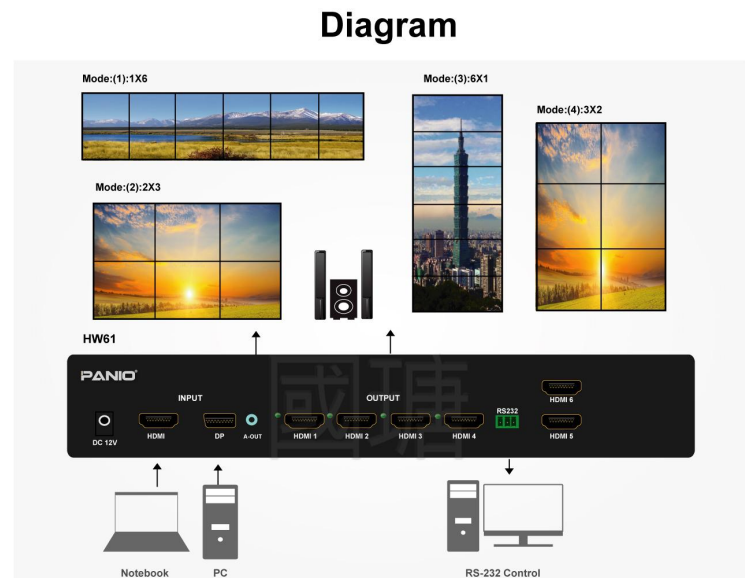 Diagram
Mode:(1):1X6
Mode:(3):6X1
Mode:(4):3X2
Mode:(2):2X3
HW61
PANIO
INPUT
OUTPUT
HDMI 6
RS232
DC 12V
HDMI
DP
A-OUT
HDMI 1
HDMI 2
HDMI 3
HDMI 4
HDMI 5
國瑭
Notebook
PC
RS-232 Control